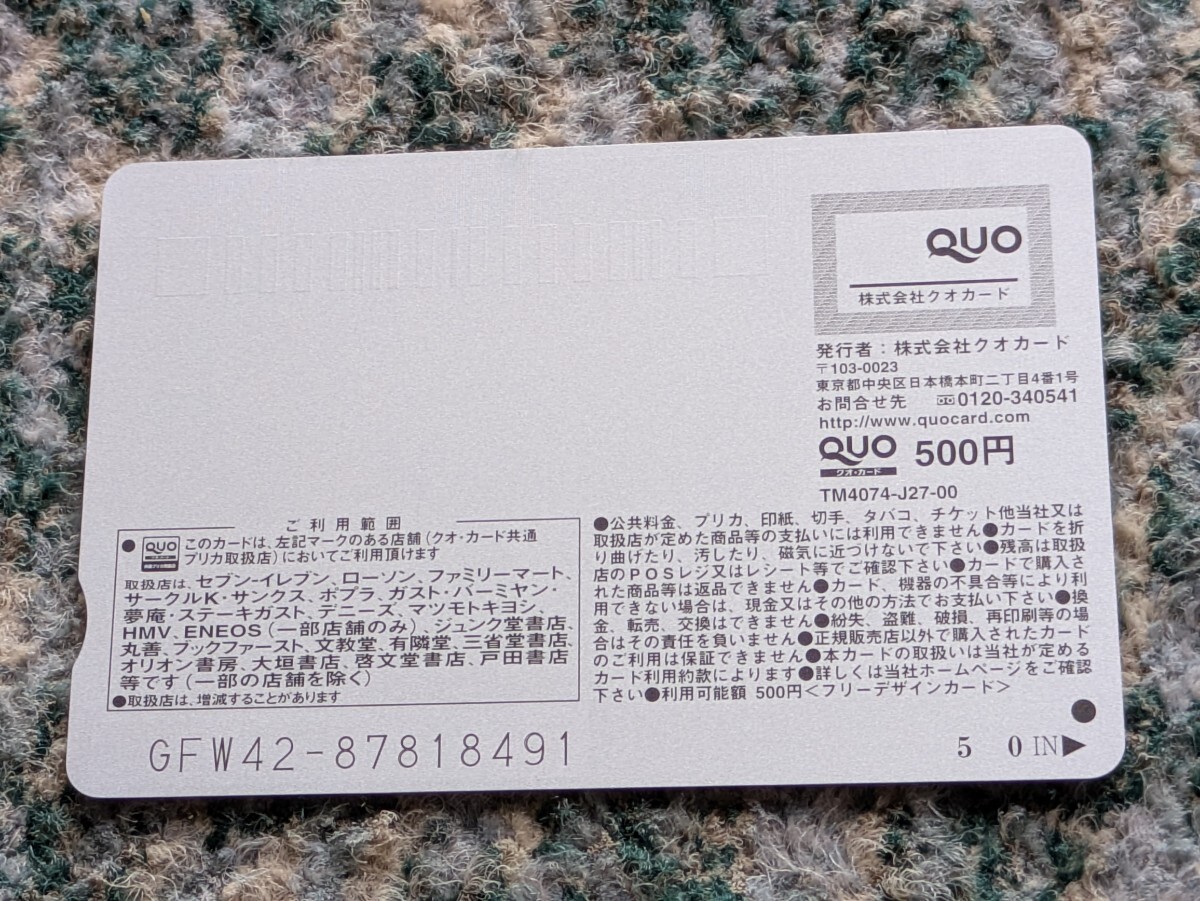 QUO
株式会社クオカード
発行者：株式会社クオカード
〒103-0023
東京都中央区日本橋本町二丁目4番1号
お問合せ先 0120-340541
http://www.quocard.com
QUO 500円
クオ・カード
TM4074-J27-00
ご利用範囲
●QUO このカードは、左記マークのある店舗（クオ・カード共通
プリカ取扱店）においてご利用頂けます
取扱店は、セブン-イレブン、ローソン、ファミリーマート、
サークルK・サンクス、ポプラ、ガスト・バーミヤン・
夢庵・ステーキガスト、デニーズ、マツモトキヨシ、
HMV、ENEOS（一部店舗のみ）、ジュンク堂書店、
丸善、ブックファースト、文教堂、有隣堂、三省堂書店、
オリオン書房、大垣書店、啓文堂書店、戸田書店
等です（一部の店舗を除く）
●取扱店は、増減することがあります
●公共料金、プリカ、印紙、切手、タバコ、チケット他当社又は
取扱店が定めた商品等の支払いには利用できません●カードを折
り曲げたり、汚したり、磁気に近づけないで下さい●残高は取扱
店のPOSレジ又はレシート等でご確認下さい●カードで購入さ
れた商品等は返品できません●カード、機器の不具合等により利
用できない場合は、現金又はその他の方法でお支払い下さい●換
金、転売、交換はできません●紛失、盗難、破損、再印刷等の場
合はその責任を負いません●正規販売店以外で購入されたカード
のご利用は保証できません●本カードの取扱いは当社が定める
カード利用約款によります●詳しくは当社ホームページをご確認
下さい●利用可能額 500円＜フリーデザインカード＞
GFW42-87818491
5 0 IN▶